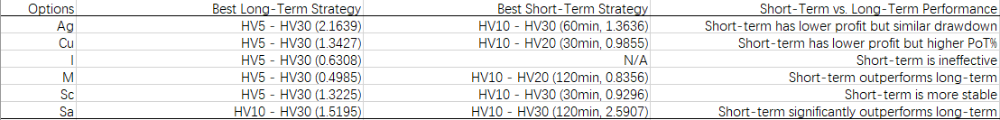 Options Best Long-Term Strategy Best Short-Term Strategy Short-Term vs. Long-Term Performance
Ag HV5 - HV30 (2.1639) HV10 - HV30 (60min, 1.3636) Short-term has lower profit but similar drawdown
Cu HV5 - HV30 (1.3427) HV10 - HV20 (30min, 0.9855) Short-term has lower profit but higher PoT%
I HV5 - HV30 (0.6308) N/A Short-term is ineffective
M HV5 - HV30 (0.4985) HV10 - HV20 (120min, 0.8356) Short-term outperforms long-term
Sc HV5 - HV30 (1.3225) HV10 - HV30 (30min, 0.9296) Short-term is more stable
Sa HV10 - HV30 (1.5195) HV10 - HV30 (120min, 2.5907) Short-term significantly outperforms long-term